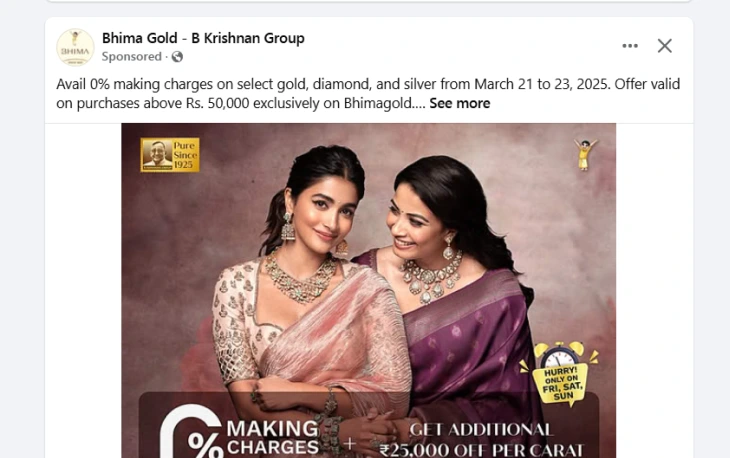 Bhima Gold - B Krishnan Group
Sponsored ·
BHIMA
Avail 0% making charges on select gold, diamond, and silver from March 21 to 23, 2025. Offer valid
on purchases above Rs. 50,000 exclusively on Bhimagold.... See more
Pure
Since
1925
HURRY!
ONLY ON
FRI, SAT,
SUN
0% MAKING
CHARGES
+
GET ADDITIONAL
₹25,000 OFF PER CARAT